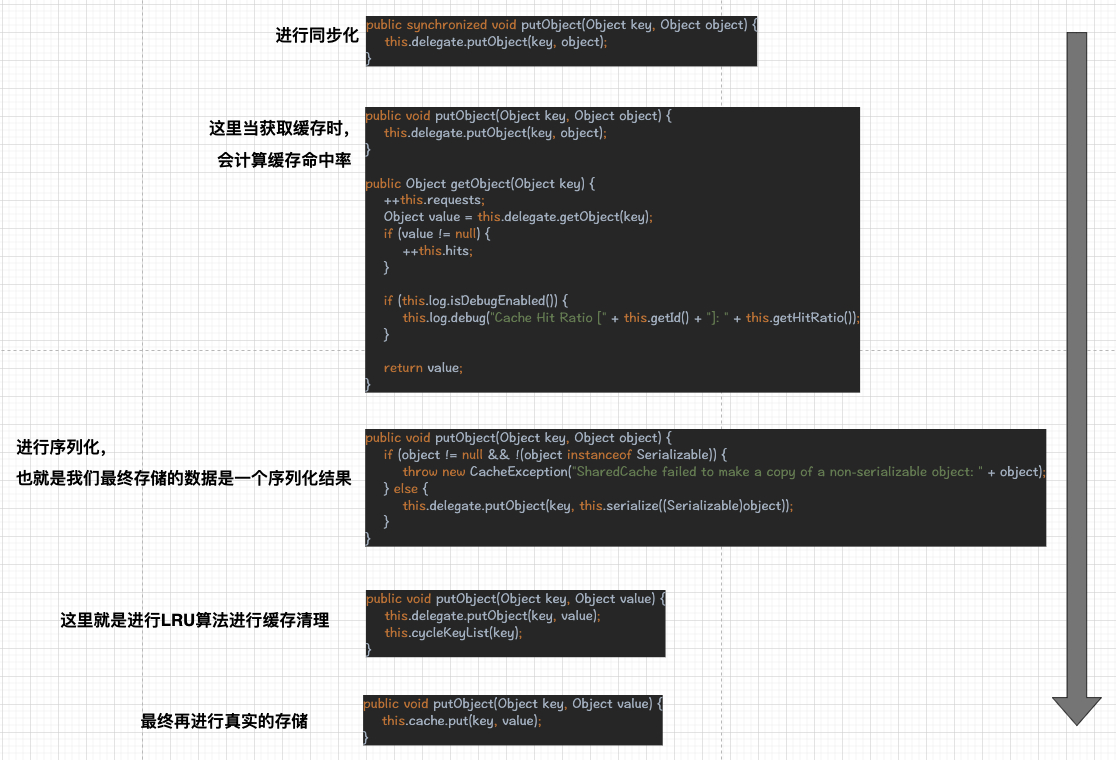 进行同步化
public synchronized void putObject(Object key, Object object) {
this.delegate.putObject(key, object);
}
这里当获取缓存时，
会计算缓存命中率
public void putObject(Object key, Object object) {
this.delegate.putObject(key, object);
}
public Object getObject(Object key) {
++this.requests;
Object value = this.delegate.getObject(key);
if (value != null) {
++this.hits;
}
if (this.log.isDebugEnabled()) {
this.log.debug("Cache Hit Ratio [" + this.getId() + "]: " + this.getHitRatio());
}
return value;
}
进行序列化，
也就是我们最终存储的数据是一个序列化结果
public void putObject(Object key, Object object) {
if (object != null && !(object instanceof Serializable)) {
throw new CacheException("SharedCache failed to make a copy of a non-serializable object: " + object);
} else {
this.delegate.putObject(key, this.serialize((Serializable)object));
}
}
这里就是进行LRU算法进行缓存清理
public void putObject(Object key, Object value) {
this.delegate.putObject(key, value);
this.cycleKeyList(key);
}
最终再进行真实的存储
public void putObject(Object key, Object value) {
this.cache.put(key, value);
}